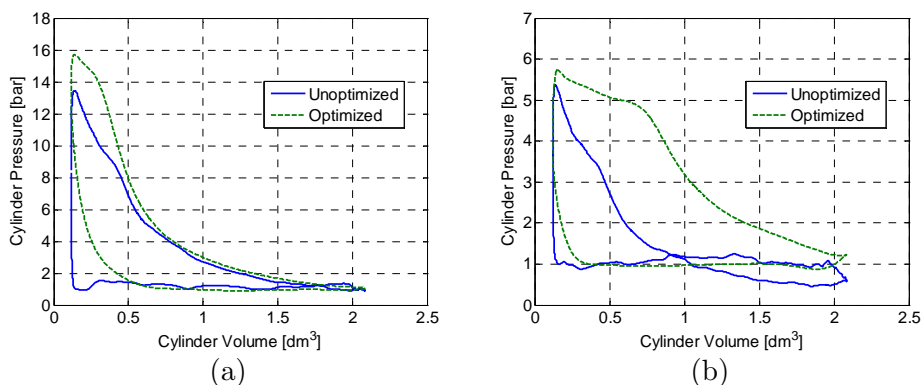 18
16
14
12
10
8
6
4
2
0
Cylinder Pressure [bar]
Unoptimized
Optimized
0 0.5 1 1.5 2 2.5
Cylinder Volume [dm³]
(a)
7
6
5
4
3
2
1
0
Cylinder Pressure [bar]
Unoptimized
Optimized
0 0.5 1 1.5 2 2.5
Cylinder Volume [dm³]
(b)